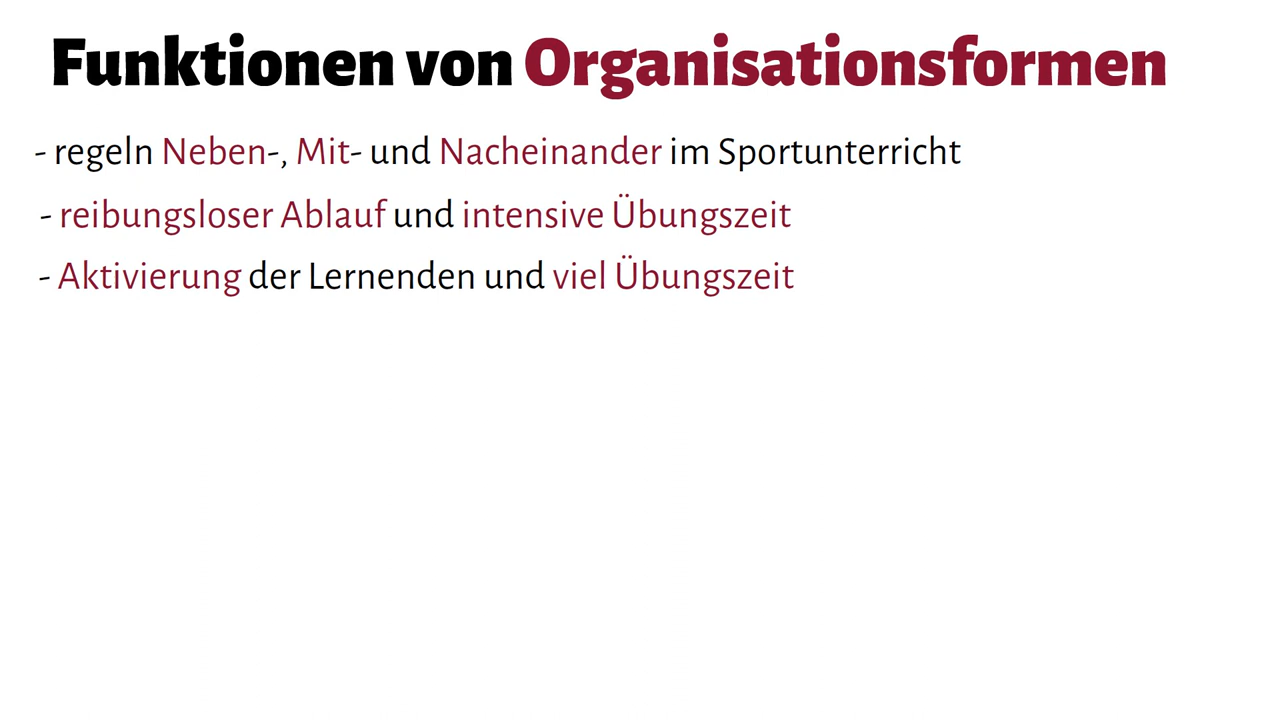 Funktionen von Organisationsformen
- regeln Neben-, Mit- und Nacheinander im Sportunterricht
- reibungsloser Ablauf und intensive Übungszeit
- Aktivierung der Lernenden und viel Übungszeit